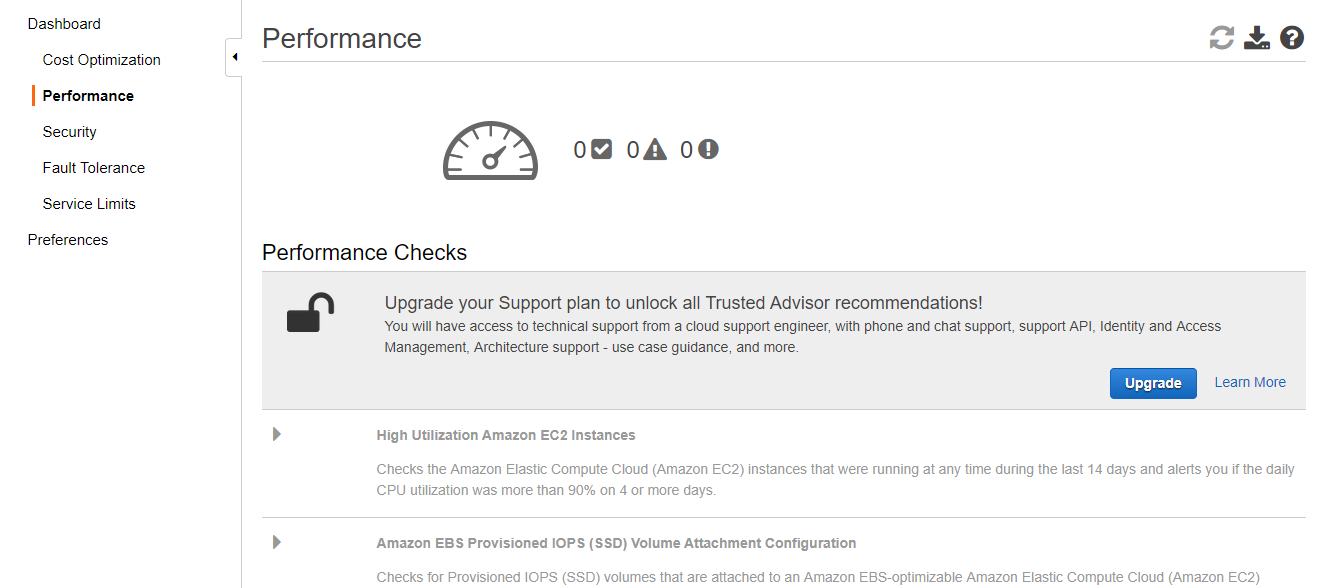 Dashboard
Cost Optimization
Performance
Security
Fault Tolerance
Service Limits
Preferences
Performance
0 0 0
Performance Checks
Upgrade your Support plan to unlock all Trusted Advisor recommendations!
You will have access to technical support from a cloud support engineer, with phone and chat support, support API, Identity and Access
Management, Architecture support - use case guidance, and more.
Upgrade Learn More
High Utilization Amazon EC2 Instances
Checks the Amazon Elastic Compute Cloud (Amazon EC2) instances that were running at any time during the last 14 days and alerts you if the daily
CPU utilization was more than 90% on 4 or more days.
Amazon EBS Provisioned IOPS (SSD) Volume Attachment Configuration
Checks for Provisioned IOPS (SSD) volumes that are attached to an Amazon EBS-optimizable Amazon Elastic Compute Cloud (Amazon EC2)